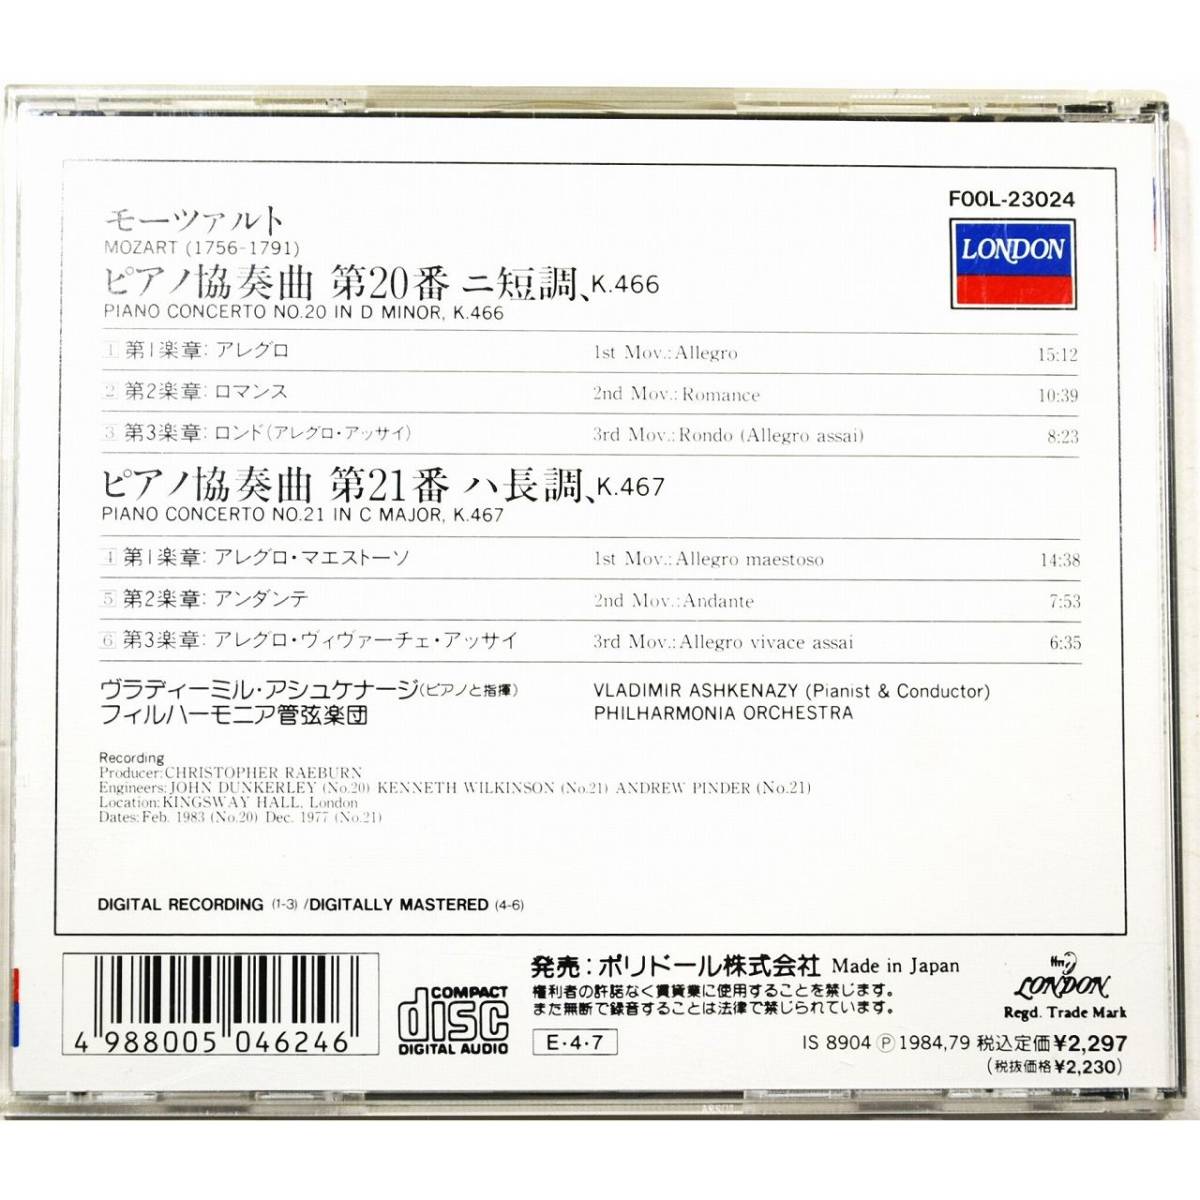 FOOL-23024
LONDON
モーツァルト
MOZART (1756-1791)
ピアノ協奏曲 第20番 ニ短調、K.466
PIANO CONCERTO NO.20 IN D MINOR, K.466
1 第1楽章: アレグロ 1st Mov.: Allegro 15:12
2 第2楽章: ロマンス 2nd Mov.: Romance 10:39
3 第3楽章: ロンド(アレグロ・アッサイ) 3rd Mov.: Rondo (Allegro assai) 8:23
ピアノ協奏曲 第21番 ハ長調、K.467
PIANO CONCERTO NO.21 IN C MAJOR, K.467
4 第1楽章: アレグロ・マエストーソ 1st Mov.: Allegro maestoso 14:38
5 第2楽章: アンダンテ 2nd Mov.: Andante 7:53
6 第3楽章: アレグロ・ヴィヴァーチェ・アッサイ 3rd Mov.: Allegro vivace assai 6:35
ヴラディーミル・アシュケナージ(ピアノと指揮) VLADIMIR ASHKENAZY (Pianist & Conductor)
フィルハーモニア管弦楽団 PHILHARMONIA ORCHESTRA
Recording
Producer: CHRISTOPHER RAEBURN
Engineers: JOHN DUNKERLEY (No.20) KENNETH WILKINSON (No.21) ANDREW PINDER (No.21)
Location: KINGSWAY HALL, London
Dates: Feb. 1983 (No.20) Dec. 1977 (No.21)
DIGITAL RECORDING (1-3) /DIGITALLY MASTERED (4-6)
4 988005 046246
COMPACT
disc
DIGITAL AUDIO
発売:ポリドール株式会社 Made in Japan
権利者の許諾なく賃貸業に使用することを禁じます。
また無断で録音することは法律で禁じられています。
E・4・7
LONDON
Regd. Trade Mark
IS 8904 Ⓟ 1984,79 税込定価¥2,297
(税抜価格¥2,230)